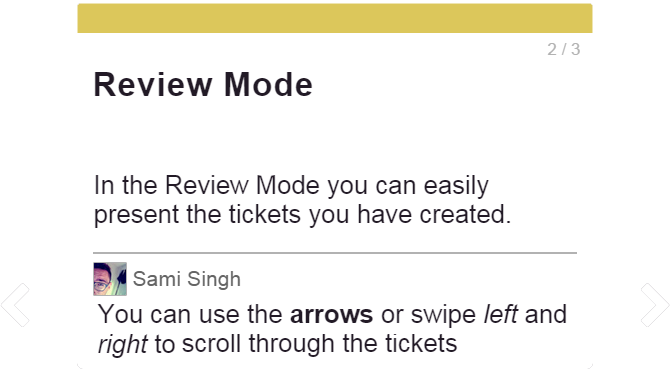 2 / 3
Review Mode
In the Review Mode you can easily
present the tickets you have created.
Sami Singh
You can use the arrows or swipe left and
right to scroll through the tickets